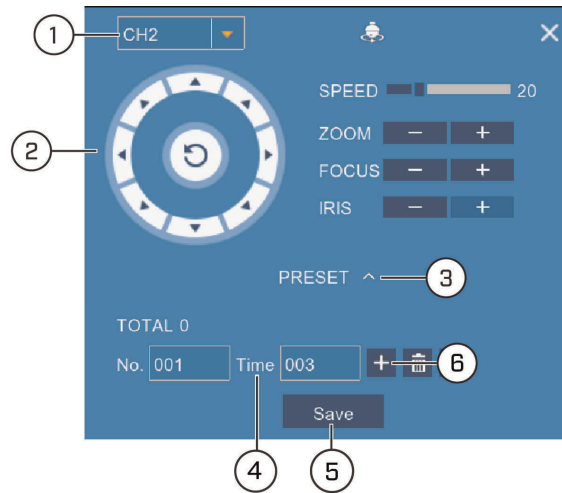 1
CH2
SPEED 20
2
ZOOM − +
FOCUS − +
IRIS − +
PRESET ^ 3
TOTAL 0
No. 001 Time 003 + 6
Save
4 5